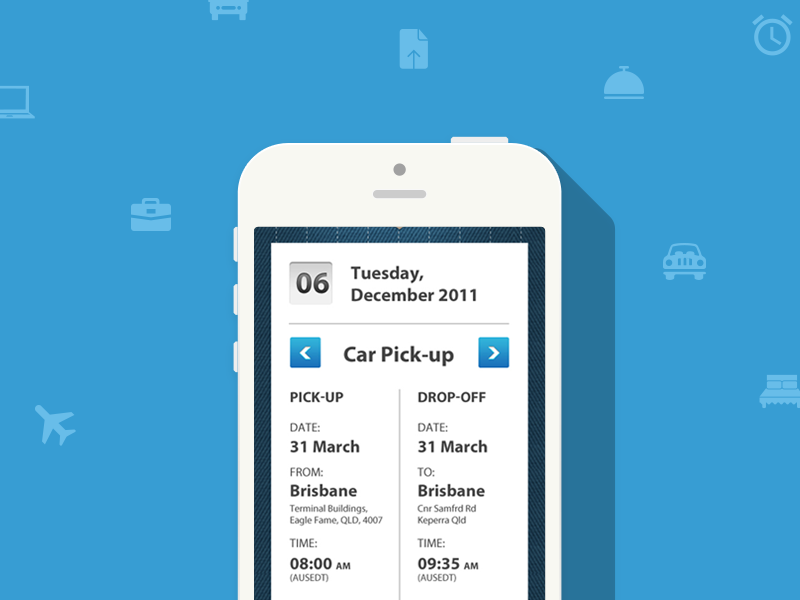 06
Tuesday,
December 2011
Car Pick-up
PICK-UP
DATE:
31 March
FROM:
Brisbane
Terminal Buildings,
Eagle Fame, QLD, 4007
TIME:
08:00 AM
(AUSEDT)
DROP-OFF
DATE:
31 March
TO:
Brisbane
Cnr Samfrd Rd
Keperra Qld
TIME:
09:35 AM
(AUSEDT)